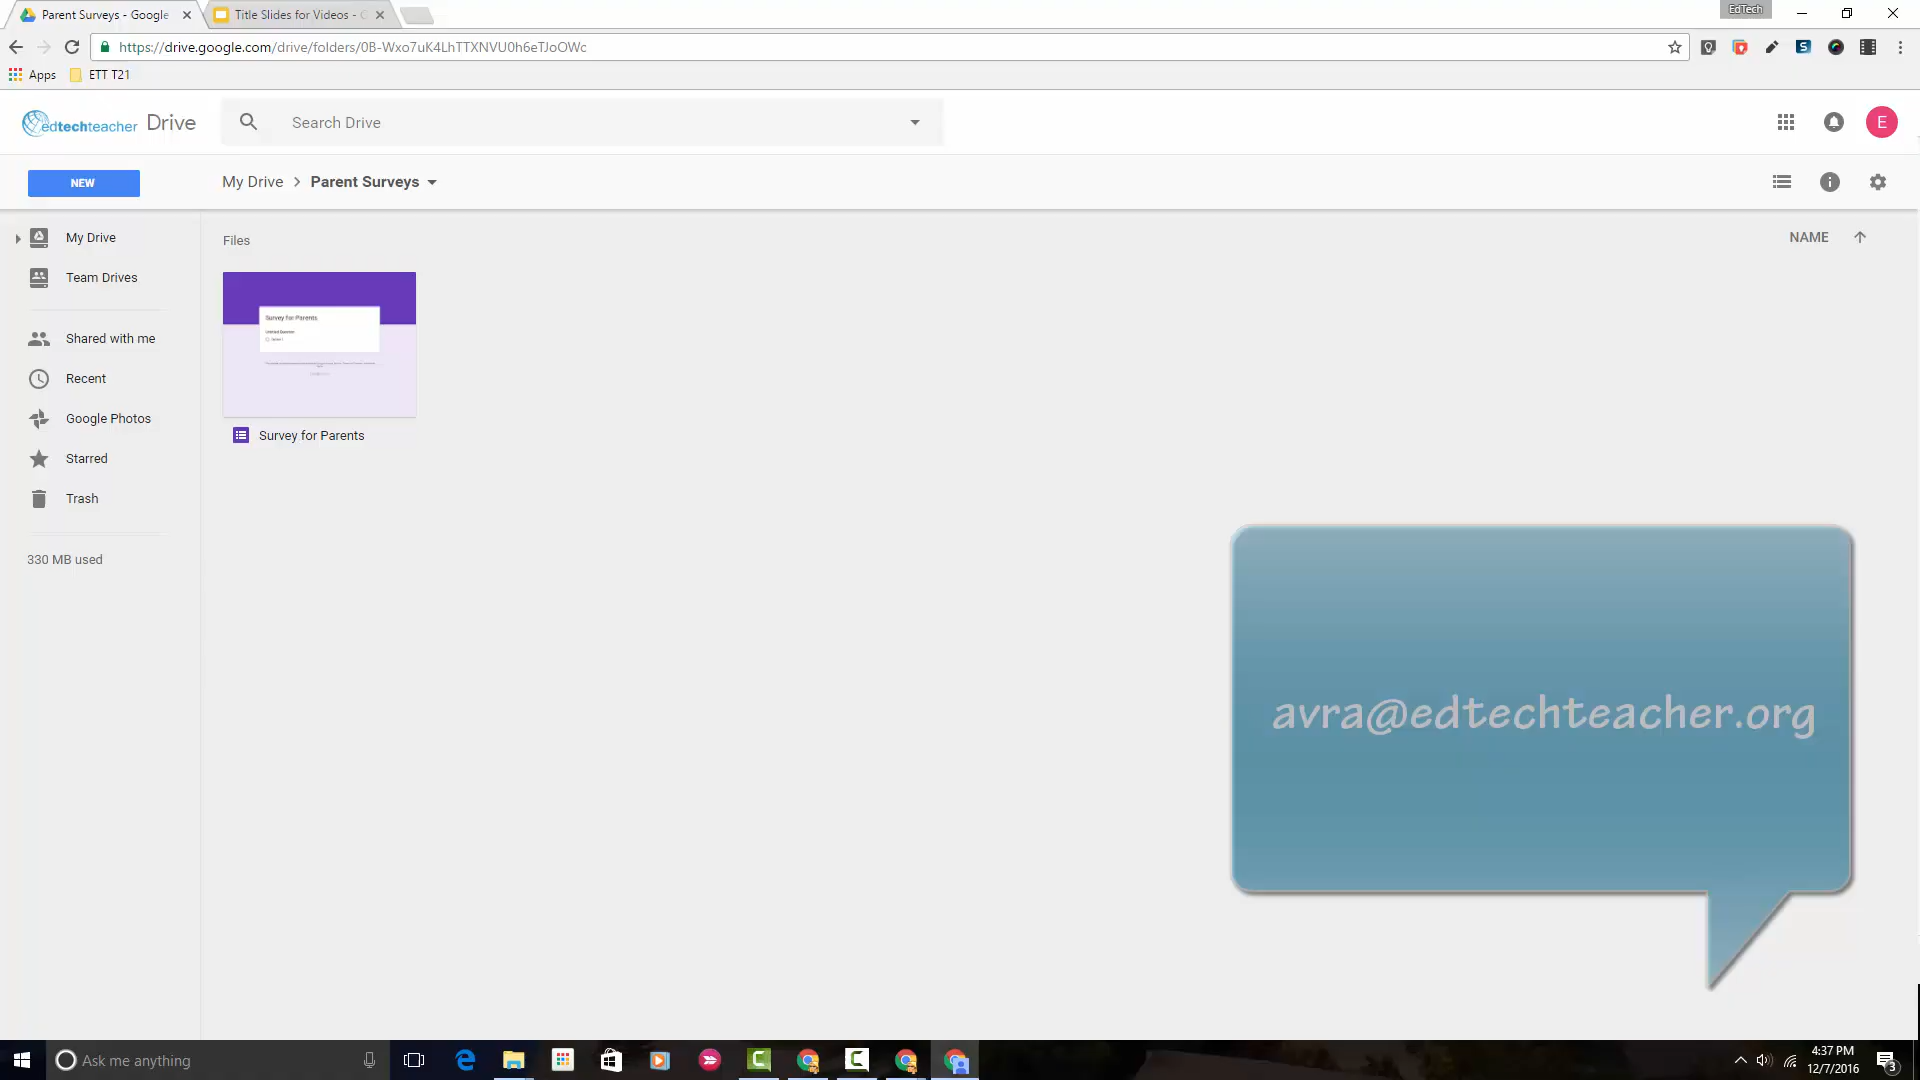 Parent Surveys - Google
Title Slides for Videos - G
EdTech
https://drive.google.com/drive/folders/0B-Wxo7uK4LhTTXNVU0h6eTJoOWc
Apps
ETT T21
edtechteacher Drive
Search Drive
E
NEW
My Drive > Parent Surveys
My Drive
Files
NAME
Team Drives
Survey for Parents
Shared with me
Recent
Google Photos
Survey for Parents
Starred
Trash
330 MB used
avra@edtechteacher.org
Ask me anything
4:37 PM
12/7/2016
3